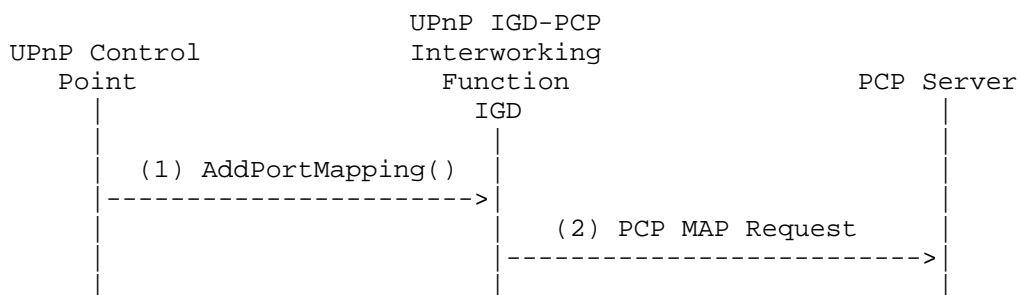 UPnP IGD-PCP
UPnP Control Interworking
Point Function PCP Server
IGD
(1) AddPortMapping()
(2) PCP MAP Request